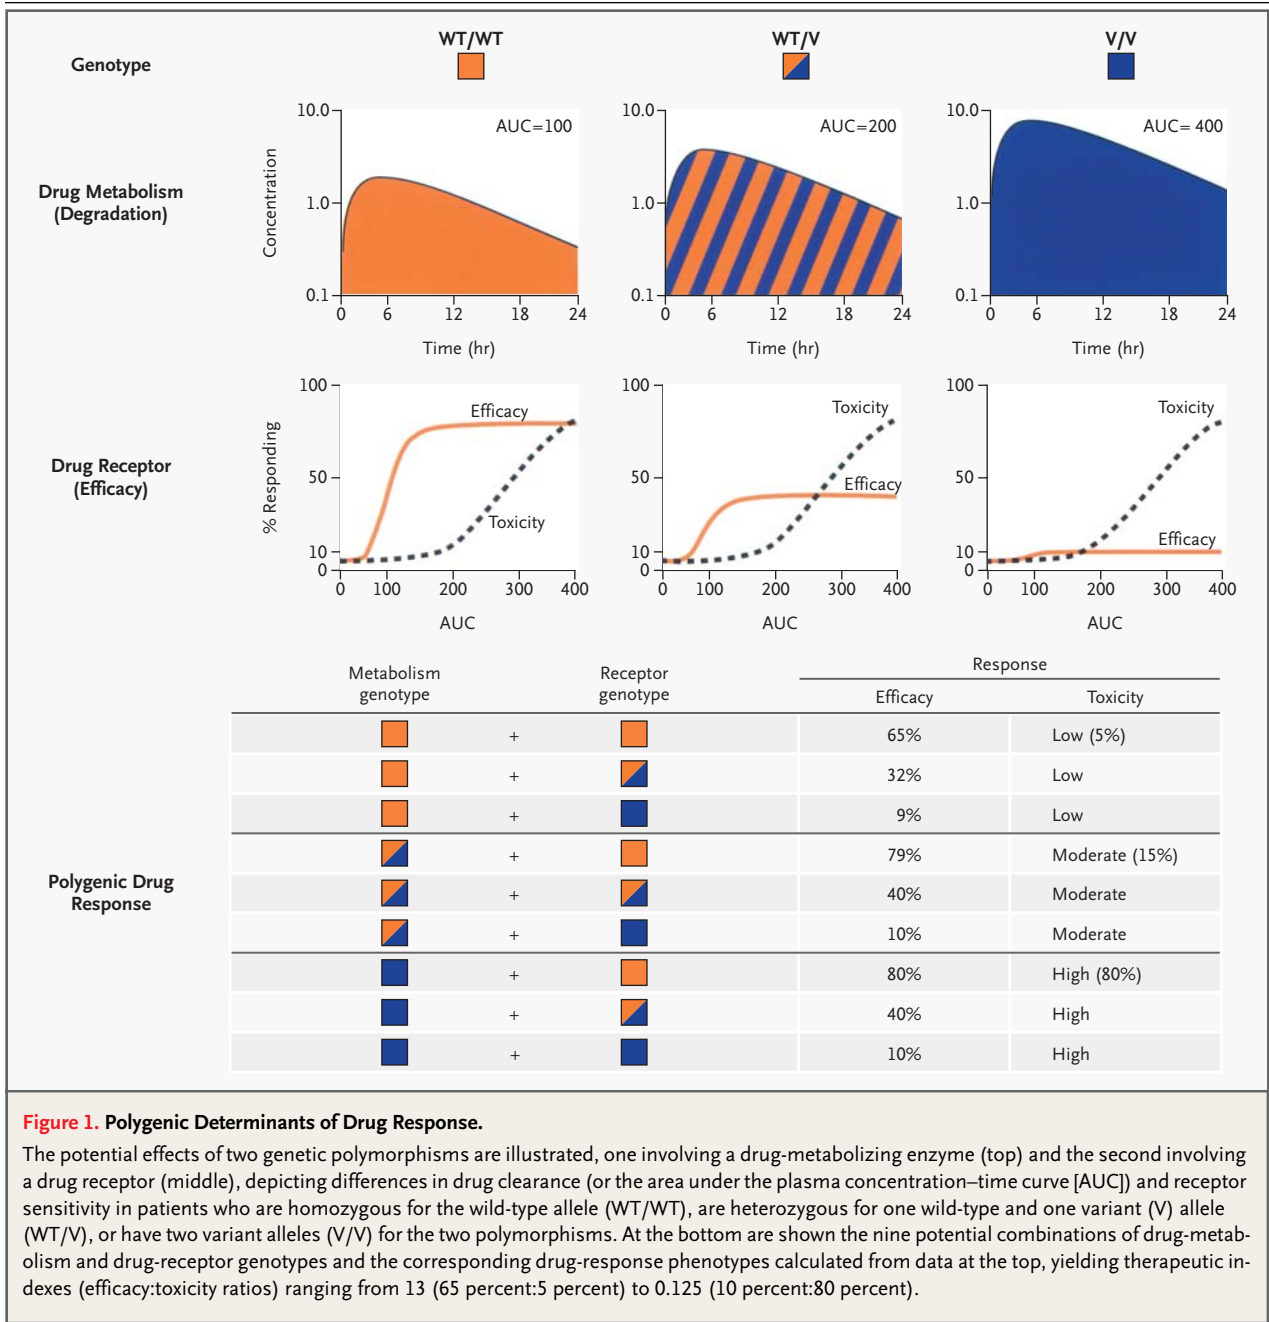 WT/WT WT/V V/V
Genotype
10.0 AUC=100 10.0 AUC=200 10.0 AUC= 400
Drug Metabolism
(Degradation)
Concentration
1.0 1.0 1.0
0.1 0.1 0.1
0 6 12 18 24 0 6 12 18 24 0 6 12 18 24
Time (hr) Time (hr) Time (hr)
100 100 100
Efficacy Toxicity Toxicity
Drug Receptor
(Efficacy)
% Responding
50 50 Efficacy 50
Toxicity
10 10 10 Efficacy
0 0 0
0 100 200 300 400 0 100 200 300 400 0 100 200 300 400
AUC AUC AUC
Response
Metabolism genotype
Receptor genotype
Efficacy Toxicity
+ 65% Low (5%)
+ 32% Low
+ 9% Low
+ 79% Moderate (15%)
Polygenic Drug
Response
+ 40% Moderate
+ 10% Moderate
+ 80% High (80%)
+ 40% High
+ 10% High
Figure 1. Polygenic Determinants of Drug Response.
The potential effects of two genetic polymorphisms are illustrated, one involving a drug-metabolizing enzyme (top) and the second involving
a drug receptor (middle), depicting differences in drug clearance (or the area under the plasma concentration–time curve [AUC]) and receptor
sensitivity in patients who are homozygous for the wild-type allele (WT/WT), are heterozygous for one wild-type and one variant (V) allele
(WT/V), or have two variant alleles (V/V) for the two polymorphisms. At the bottom are shown the nine potential combinations of drug-metab-
olism and drug-receptor genotypes and the corresponding drug-response phenotypes calculated from data at the top, yielding therapeutic in-
dexes (efficacy:toxicity ratios) ranging from 13 (65 percent:5 percent) to 0.125 (10 percent:80 percent).